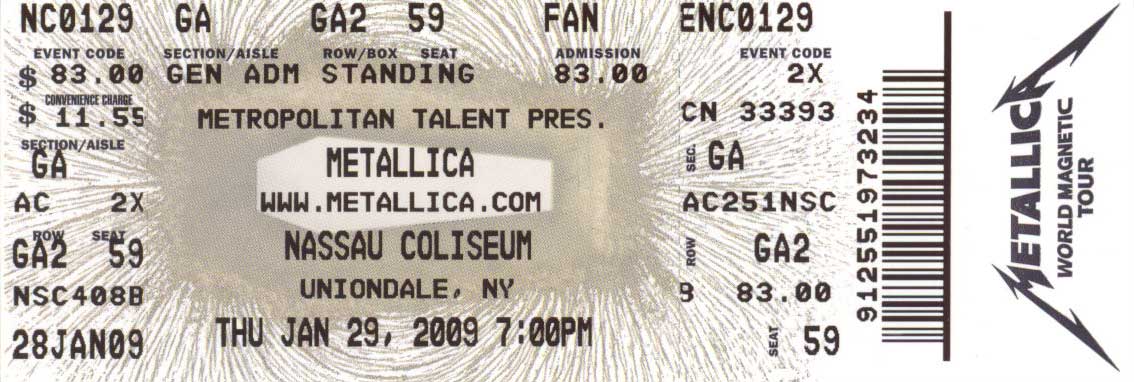 NC0129 GA GA2 59 FAN ENC0129
EVENT CODE SECTION/AISLE ROW/BOX SEAT ADMISSION EVENT CODE
$ 83.00 GEN ADM STANDING 83.00 2X
CONVENIENCE CHARGE
$ 11.55 METROPOLITAN TALENT PRES. CN 33393
SECTION/AISLE
GA METALLICA SEC. GA
AC 2X WWW.METALLICA.COM AC251NSC
ROW SEAT
GA2 59 NASSAU COLISEUM ROW GA2
NSC408B UNIONDALE, NY B 83.00
28JAN09 THU JAN 29, 2009 7:00PM SEAT 59
912551973234
METALLICA
WORLD MAGNETIC
TOUR